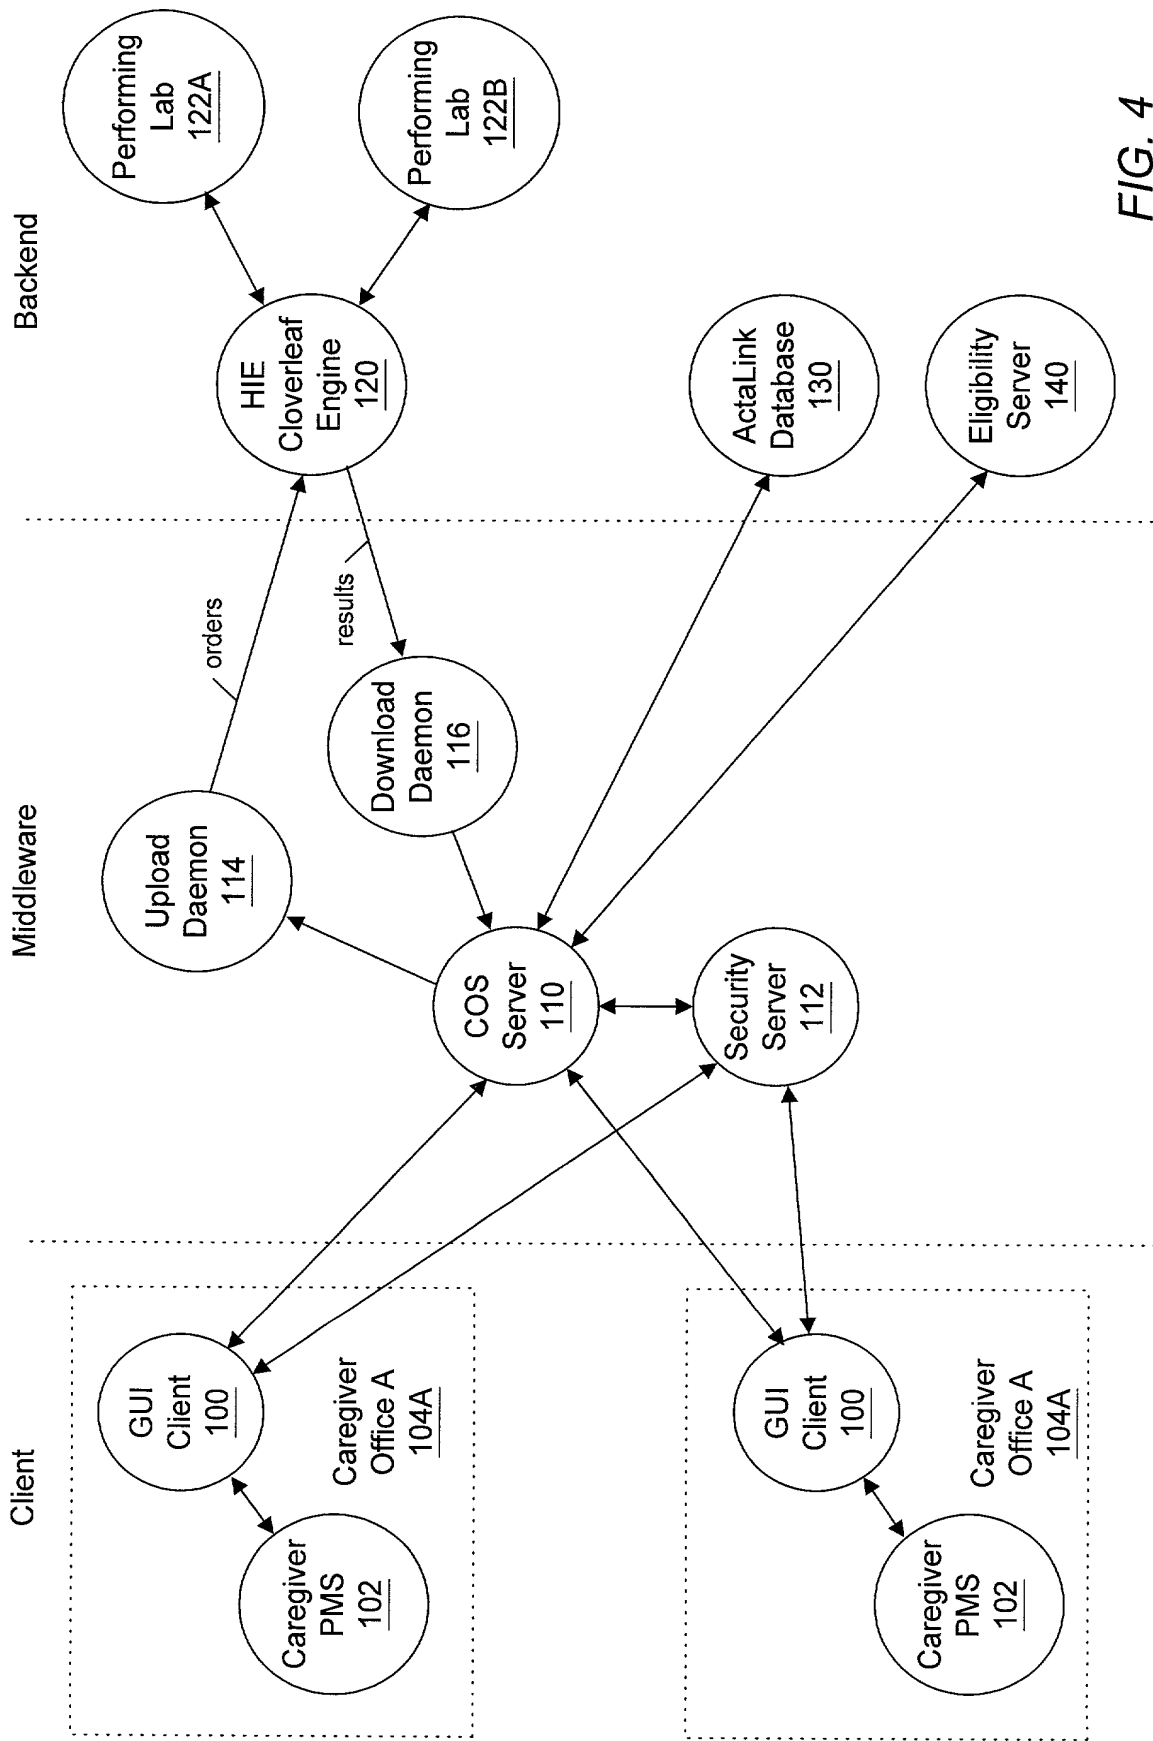 Client
Middleware
Backend
GUI
Client
100
Caregiver
PMS
102
Caregiver
Office A
104A
GUI
Client
100
Caregiver
PMS
102
Caregiver
Office A
104A
Upload
Daemon
114
Download
Daemon
116
COS
Server
110
Security
Server
112
orders
results
HIE
Cloverleaf
Engine
120
Performing
Lab
122A
Performing
Lab
122B
ActaLink
Database
130
Eligibility
Server
140
FIG. 4